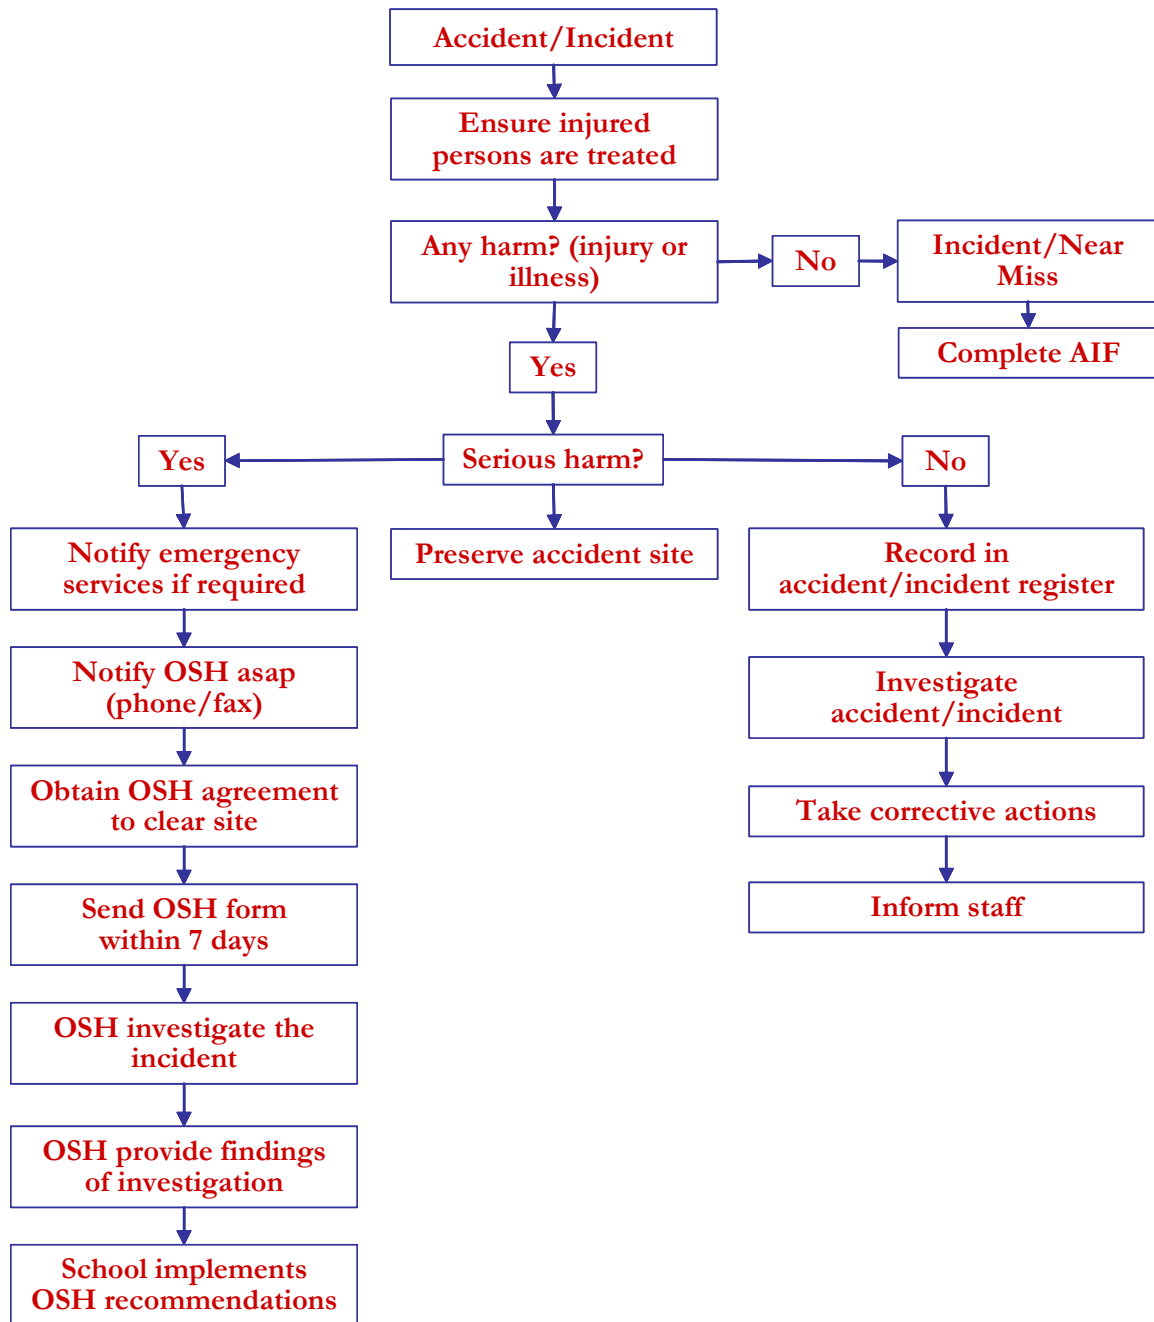 Accident/Incident
Ensure injured
persons are treated
Any harm? (injury or
illness)
No
Incident/Near
Miss
Complete AIF
Yes
Serious harm?
Yes
No
Preserve accident site
Notify emergency
services if required
Notify OSH asap
(phone/fax)
Obtain OSH agreement
to clear site
Send OSH form
within 7 days
OSH investigate the
incident
OSH provide findings
of investigation
School implements
OSH recommendations
Record in
accident/incident register
Investigate
accident/incident
Take corrective actions
Inform staff